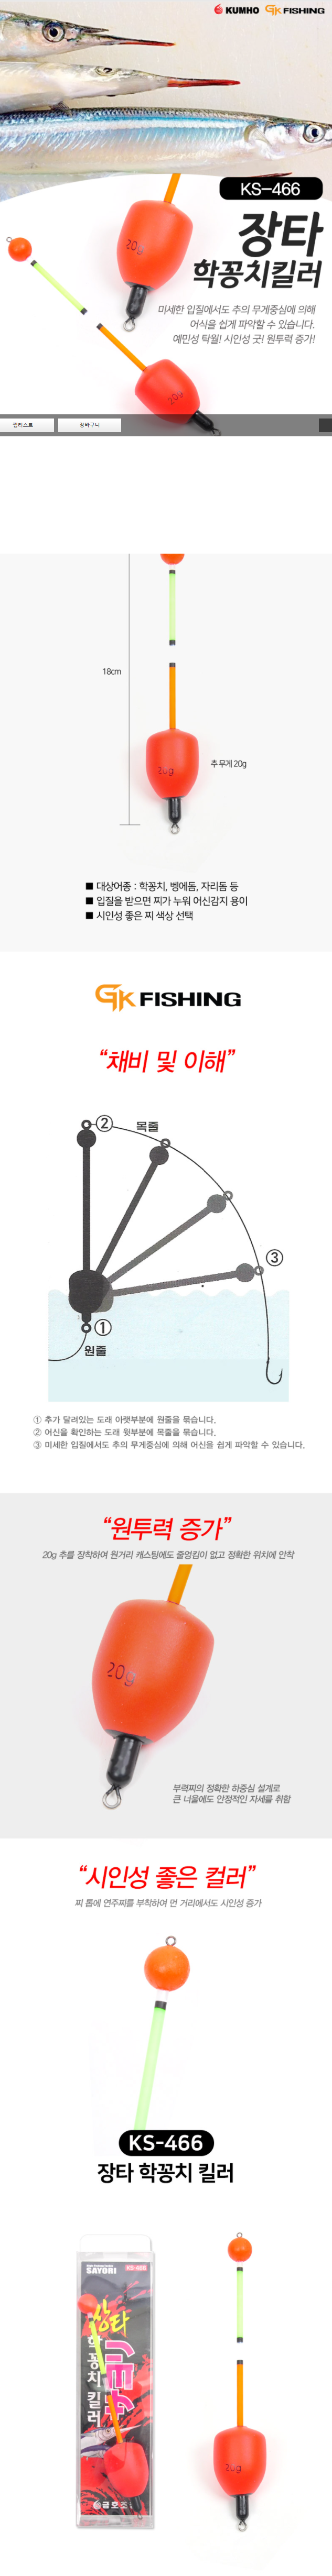 KUMHO GK FISHING
KS-466
장타
학꽁치킬러
미세한 입질에서도 추의 무게중심에 의해
어식을 쉽게 파악할 수 있습니다.
예민성 탁월! 시인성 굿! 원투력 증가!
20g
20g
찜리스트
장바구니
18cm
20g
추무게 20g
■ 대상어종 : 학꽁치, 벵에돔, 자리돔 등
■ 입질을 받으면 찌가 누워 어신감지 용이
■ 시인성 좋은 찌 색상 선택
GK FISHING
“채비 및 이해”
② 목줄
③
①
원줄
① 추가 달려있는 도래 아랫부분에 원줄을 묶습니다.
② 어신을 확인하는 도래 윗부분에 목줄을 묶습니다.
③ 미세한 입질에서도 추의 무게중심에 의해 어신을 쉽게 파악할 수 있습니다.
“원투력 증가”
20g 추를 장착하여 원거리 캐스팅에도 줄엉킴이 없고 정확한 위치에 안착
20g
부력찌의 정확한 하중심 설계로
큰 너울에도 안정적인 자세를 취함
“시인성 좋은 컬러”
찌 톱에 연주찌를 부착하여 먼 거리에서도 시인성 증가
KS-466
장타 학꽁치 킬러
SAYORI
KS-466
장타
학꽁치 킬러
サヨリ
금호조
20g